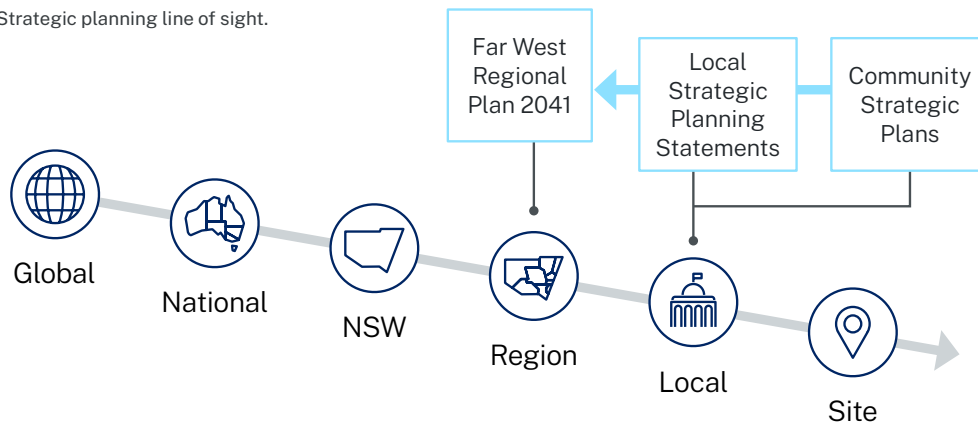 Strategic planning line of sight.
Far West
Regional
Plan 2041
Local
Strategic
Planning
Statements
Community
Strategic
Plans
Global
National
NSW
Region
Local
Site